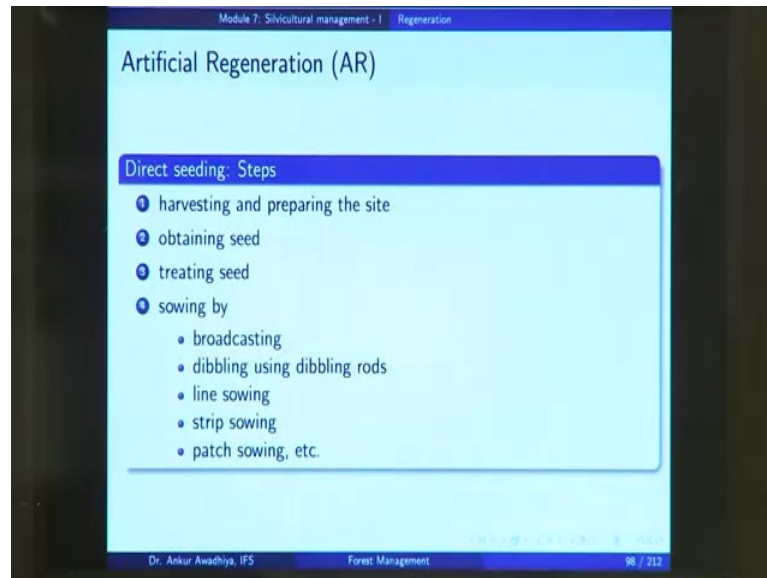 Module 7: Silvicultural management - I Regeneration
Artificial Regeneration (AR)
Direct seeding: Steps
1 harvesting and preparing the site
2 obtaining seed
3 treating seed
4 sowing by
• broadcasting
• dibbling using dibbling rods
• line sowing
• strip sowing
• patch sowing, etc.
Dr. Ankur Awadhiya, IFS Forest Management 98 / 212